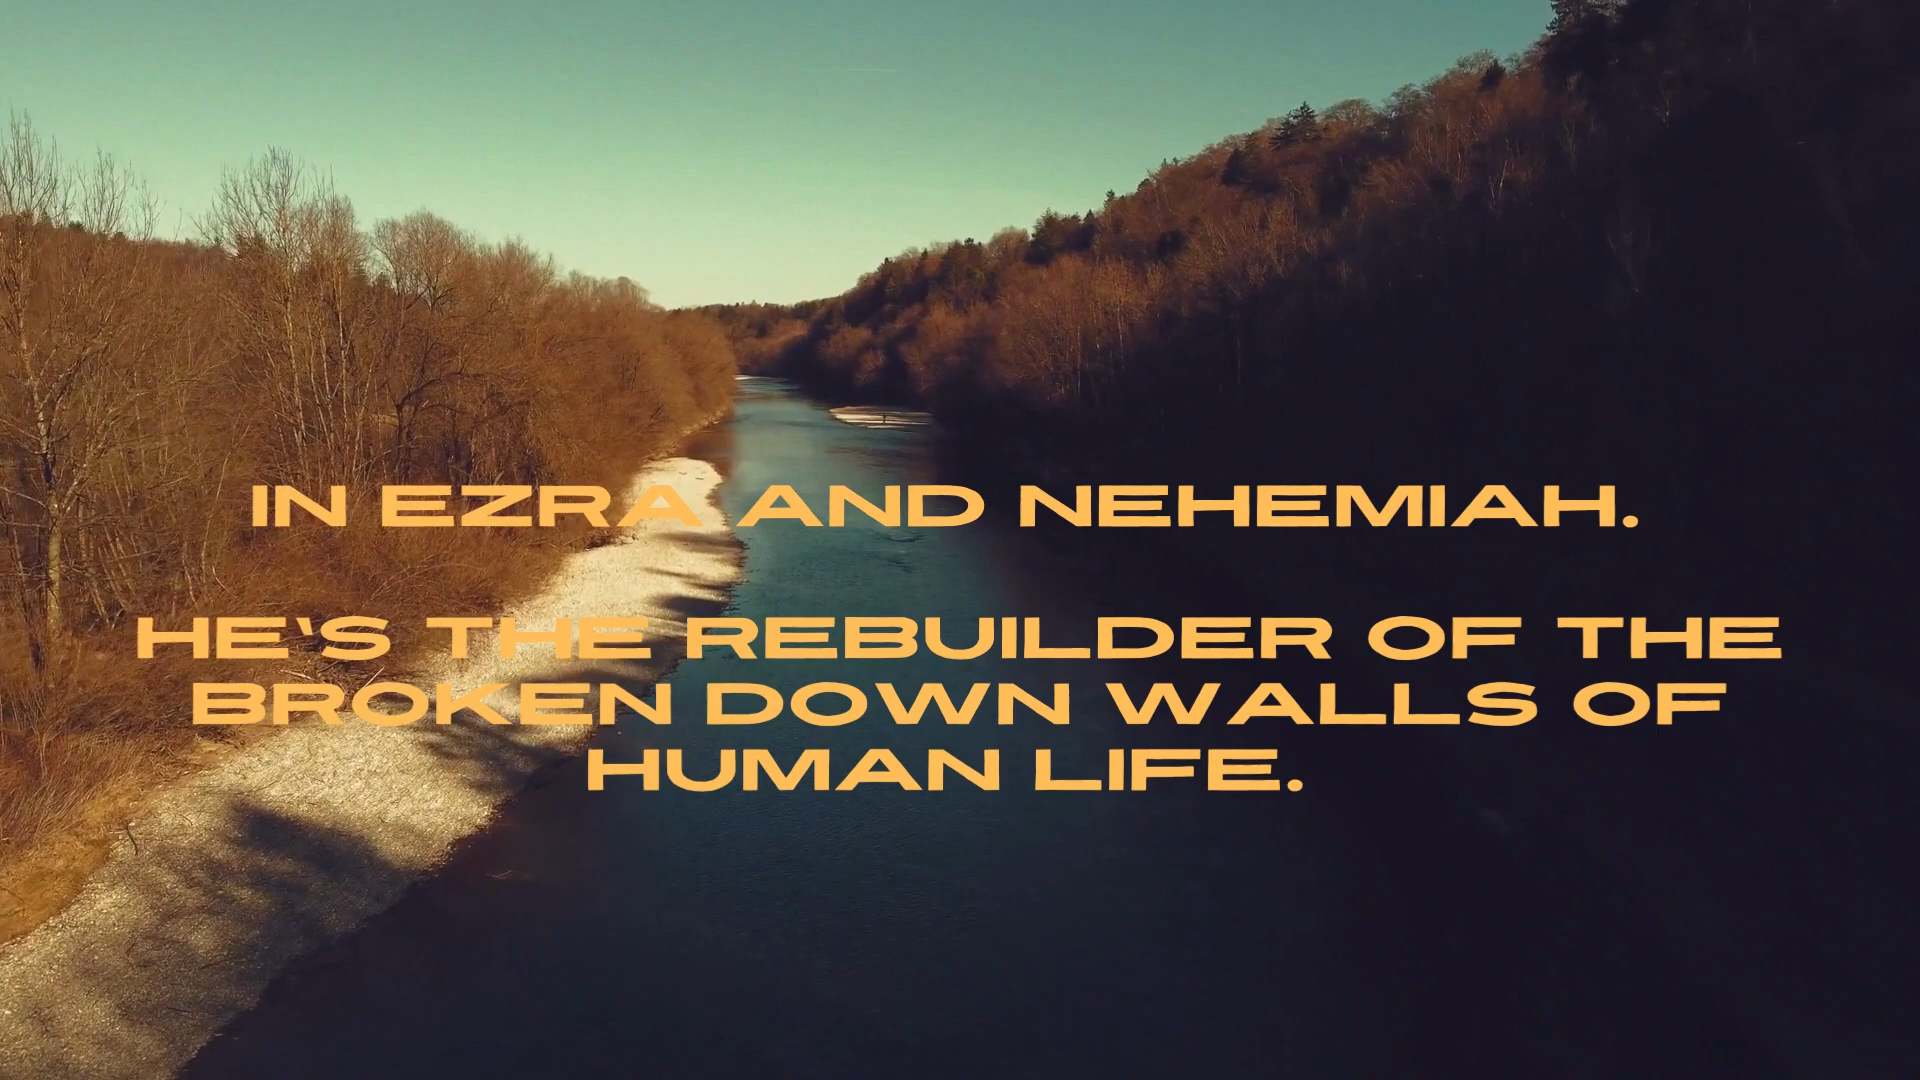 IN EZRA AND NEHEMIAH.
HE'S THE REBUILDER OF THE
BROKEN DOWN WALLS OF
HUMAN LIFE.